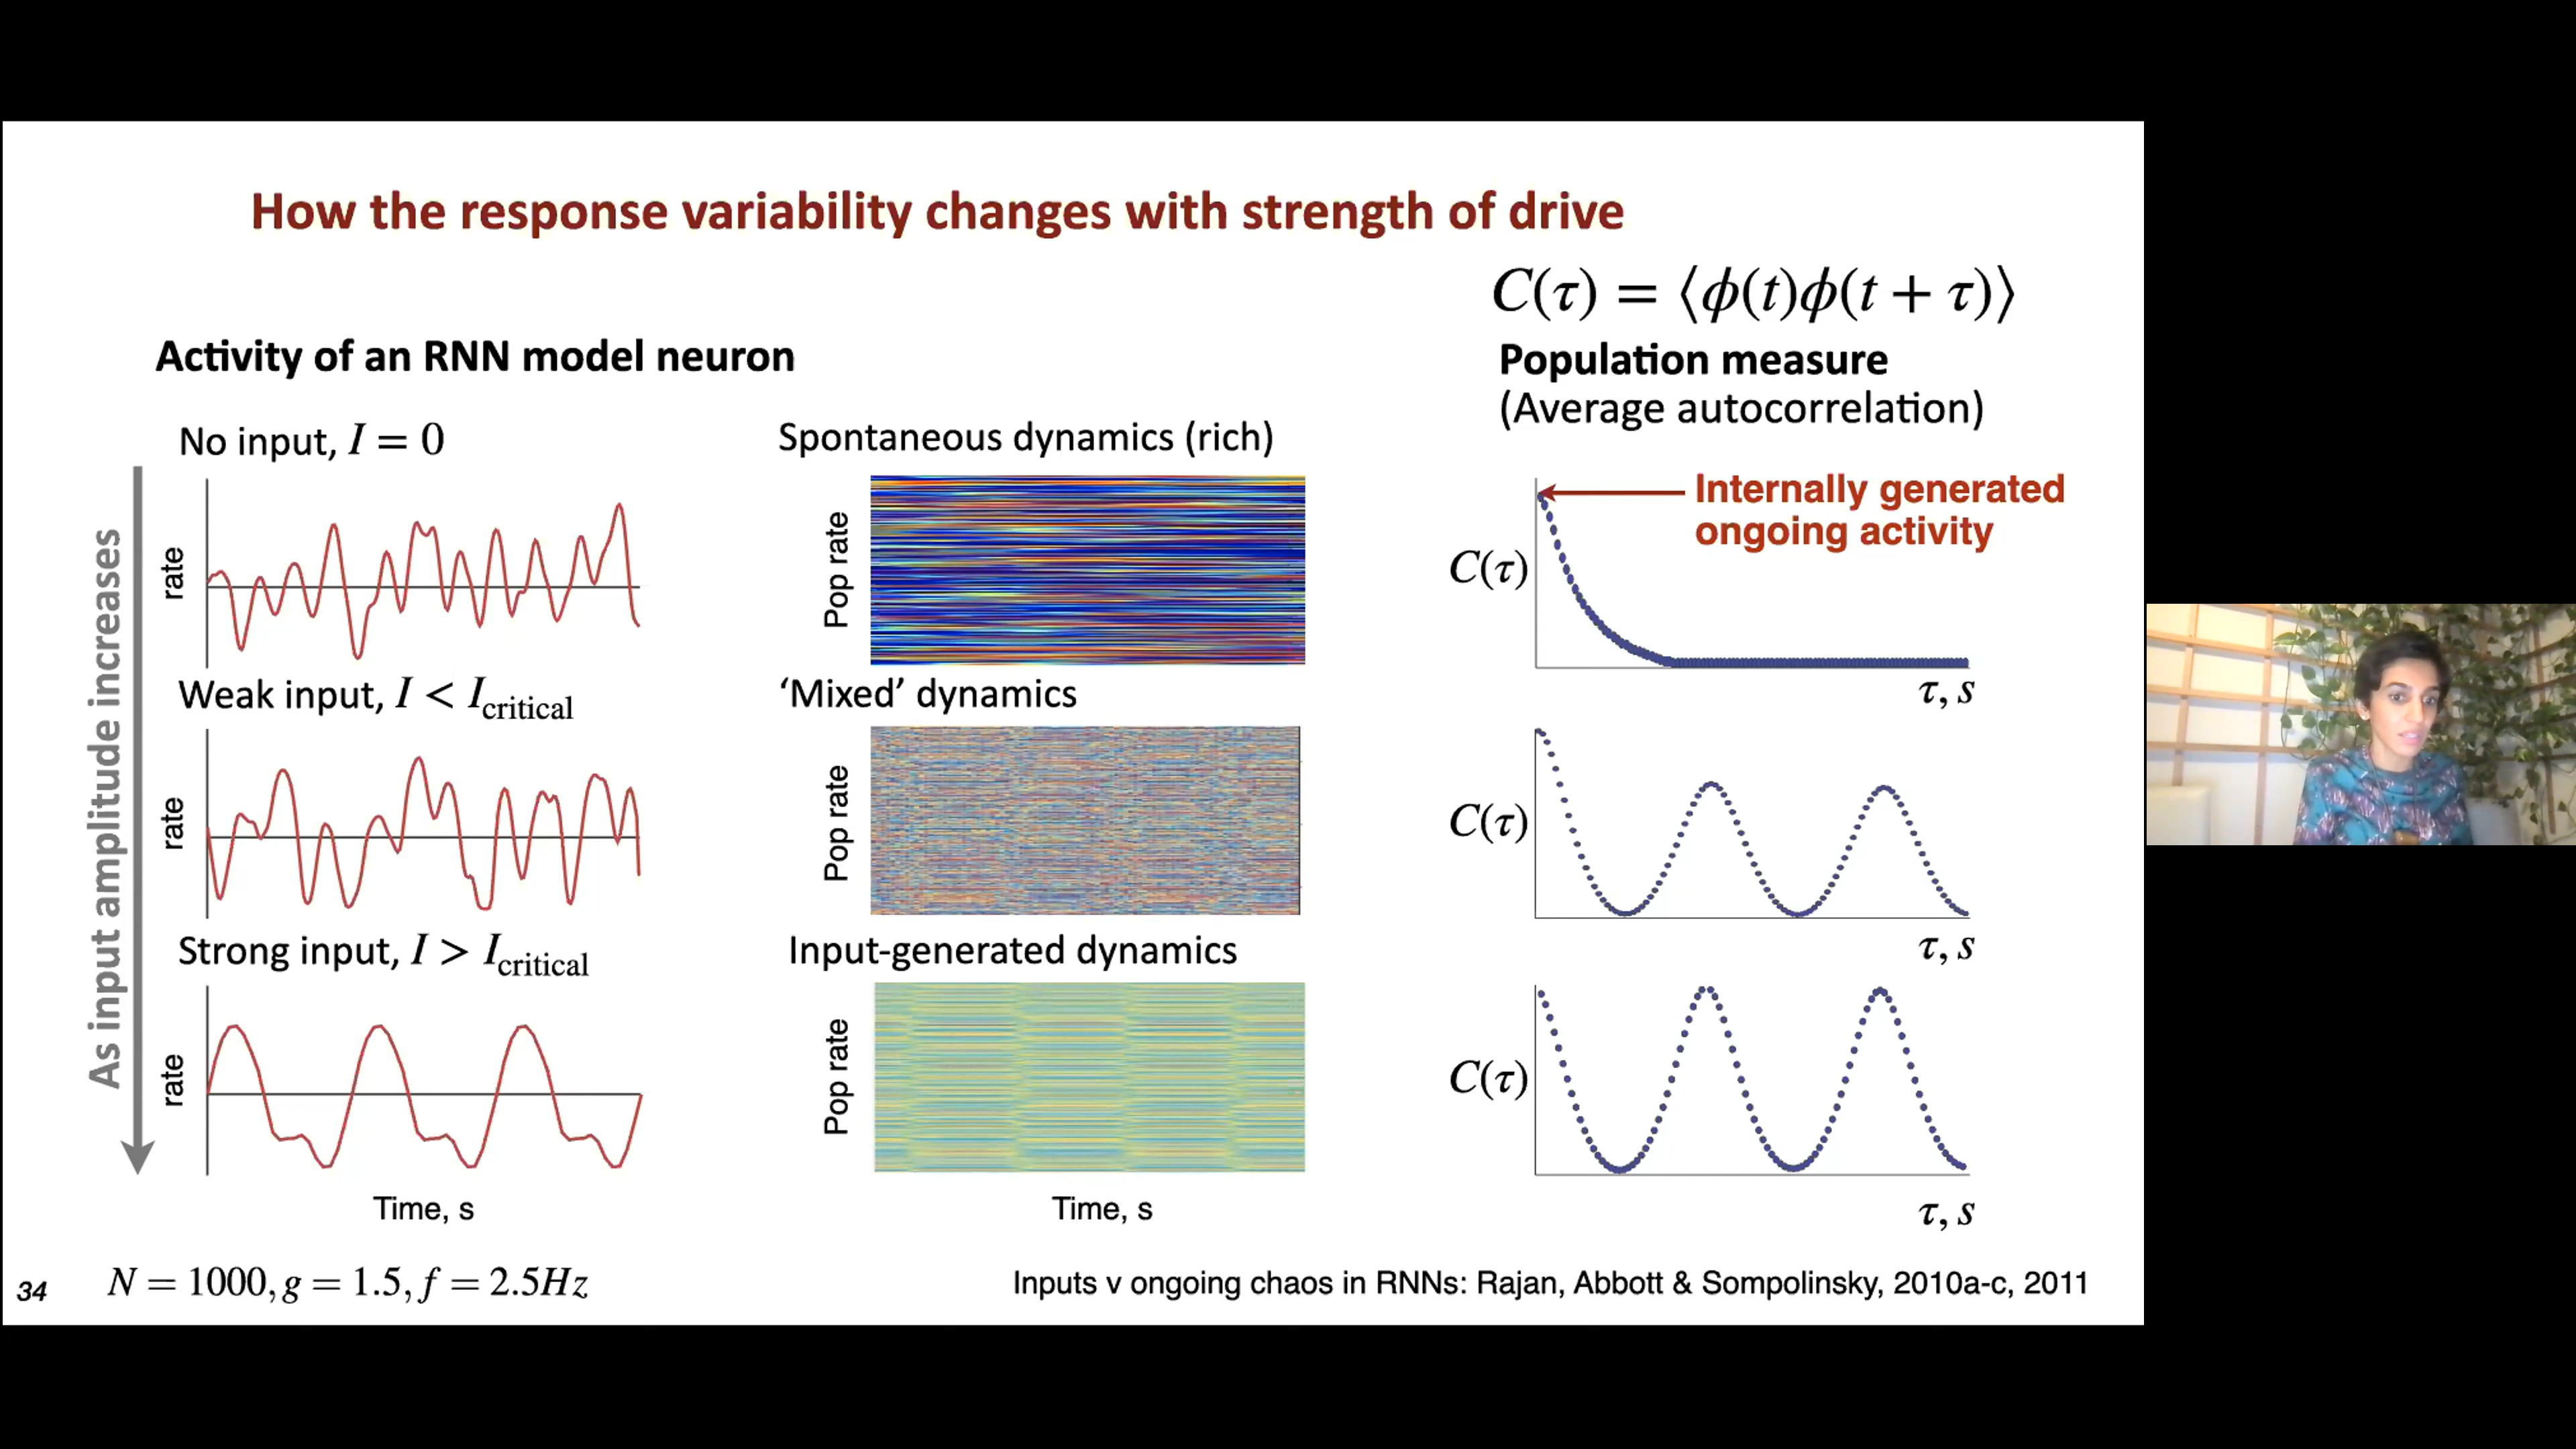 How the response variability changes with strength of drive
C(τ) = ⟨ϕ(t)ϕ(t + τ)⟩
Activity of an RNN model neuron
Population measure
(Average autocorrelation)
As input amplitude increases
No input, I = 0
rate
Spontaneous dynamics (rich)
Pop rate
Internally generated
ongoing activity
C(τ)
τ, s
Weak input, I < I_critical
rate
‘Mixed’ dynamics
Pop rate
C(τ)
τ, s
Strong input, I > I_critical
rate
Input-generated dynamics
Pop rate
C(τ)
τ, s
Time, s
Time, s
34
N = 1000, g = 1.5, f = 2.5Hz
Inputs v ongoing chaos in RNNs: Rajan, Abbott & Sompolinsky, 2010a-c, 2011